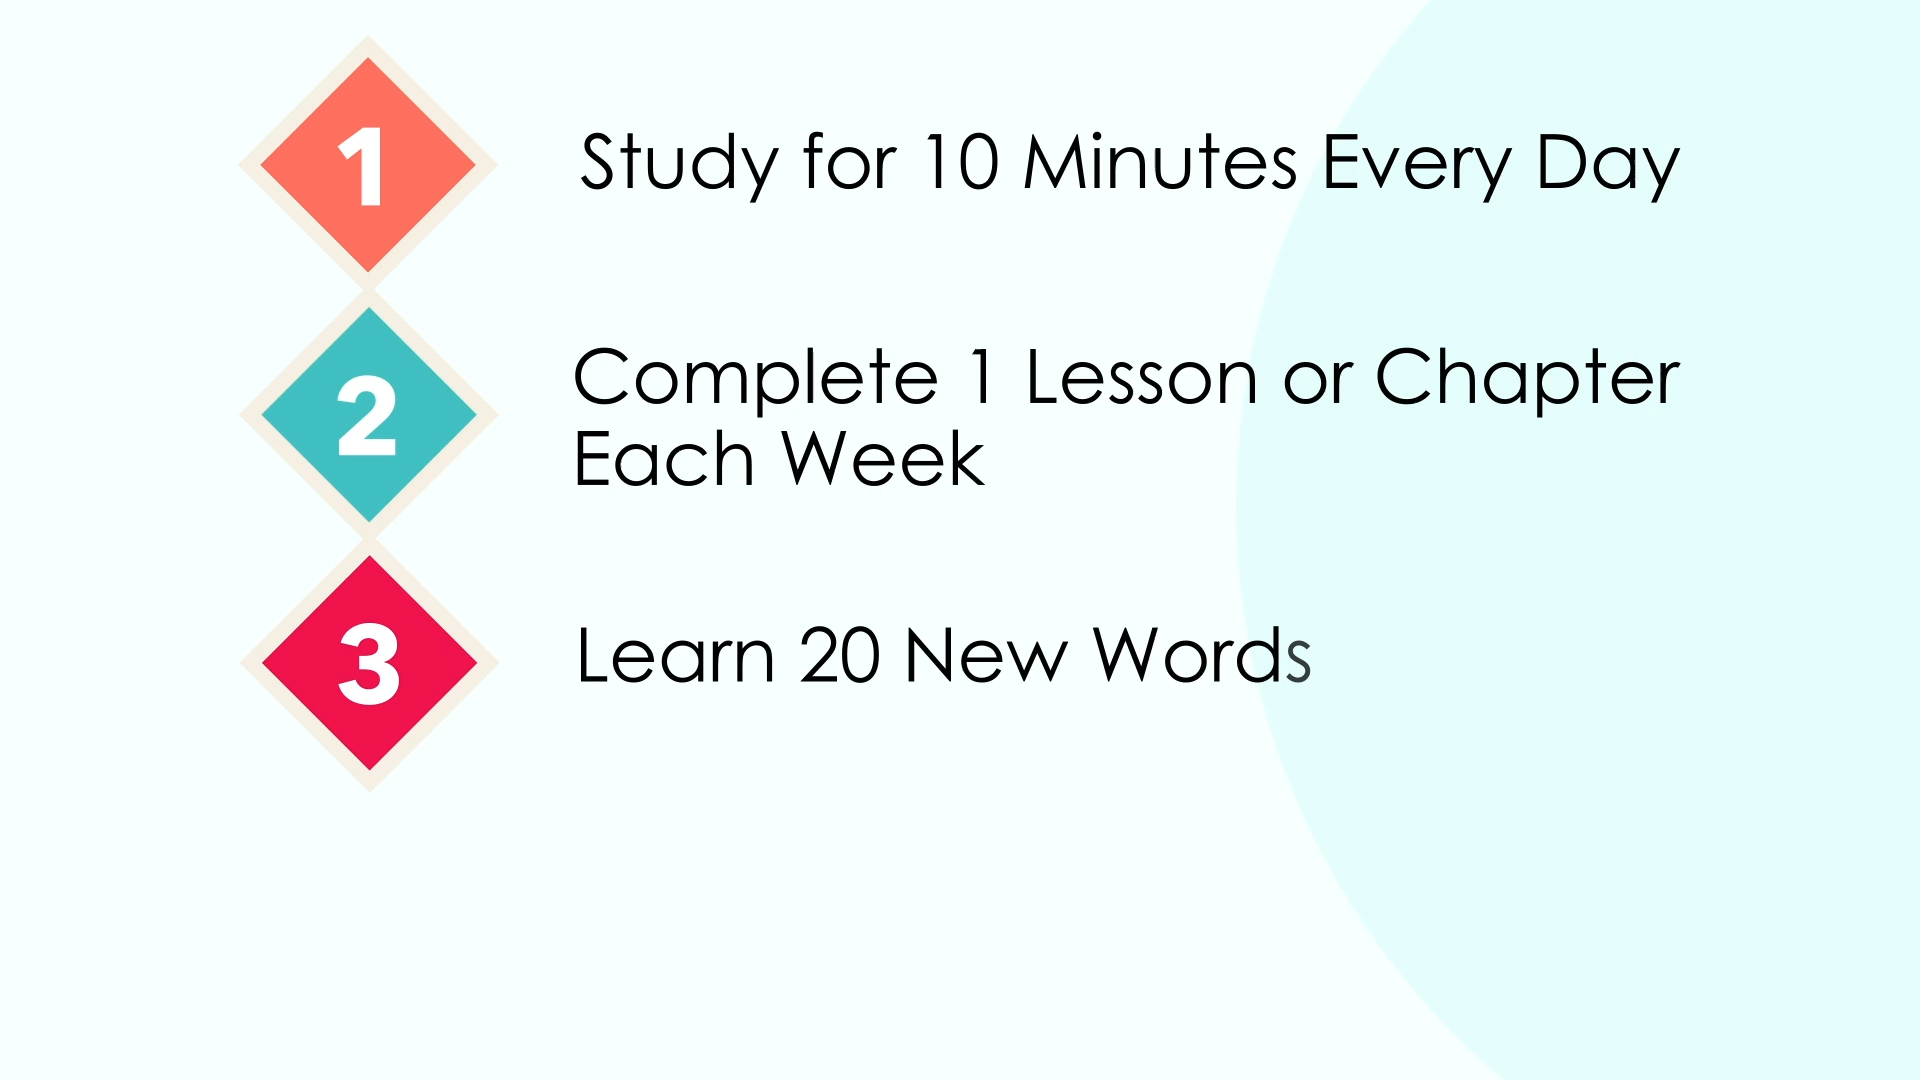 1
Study for 10 Minutes Every Day
2
Complete 1 Lesson or Chapter
Each Week
3
Learn 20 New Words